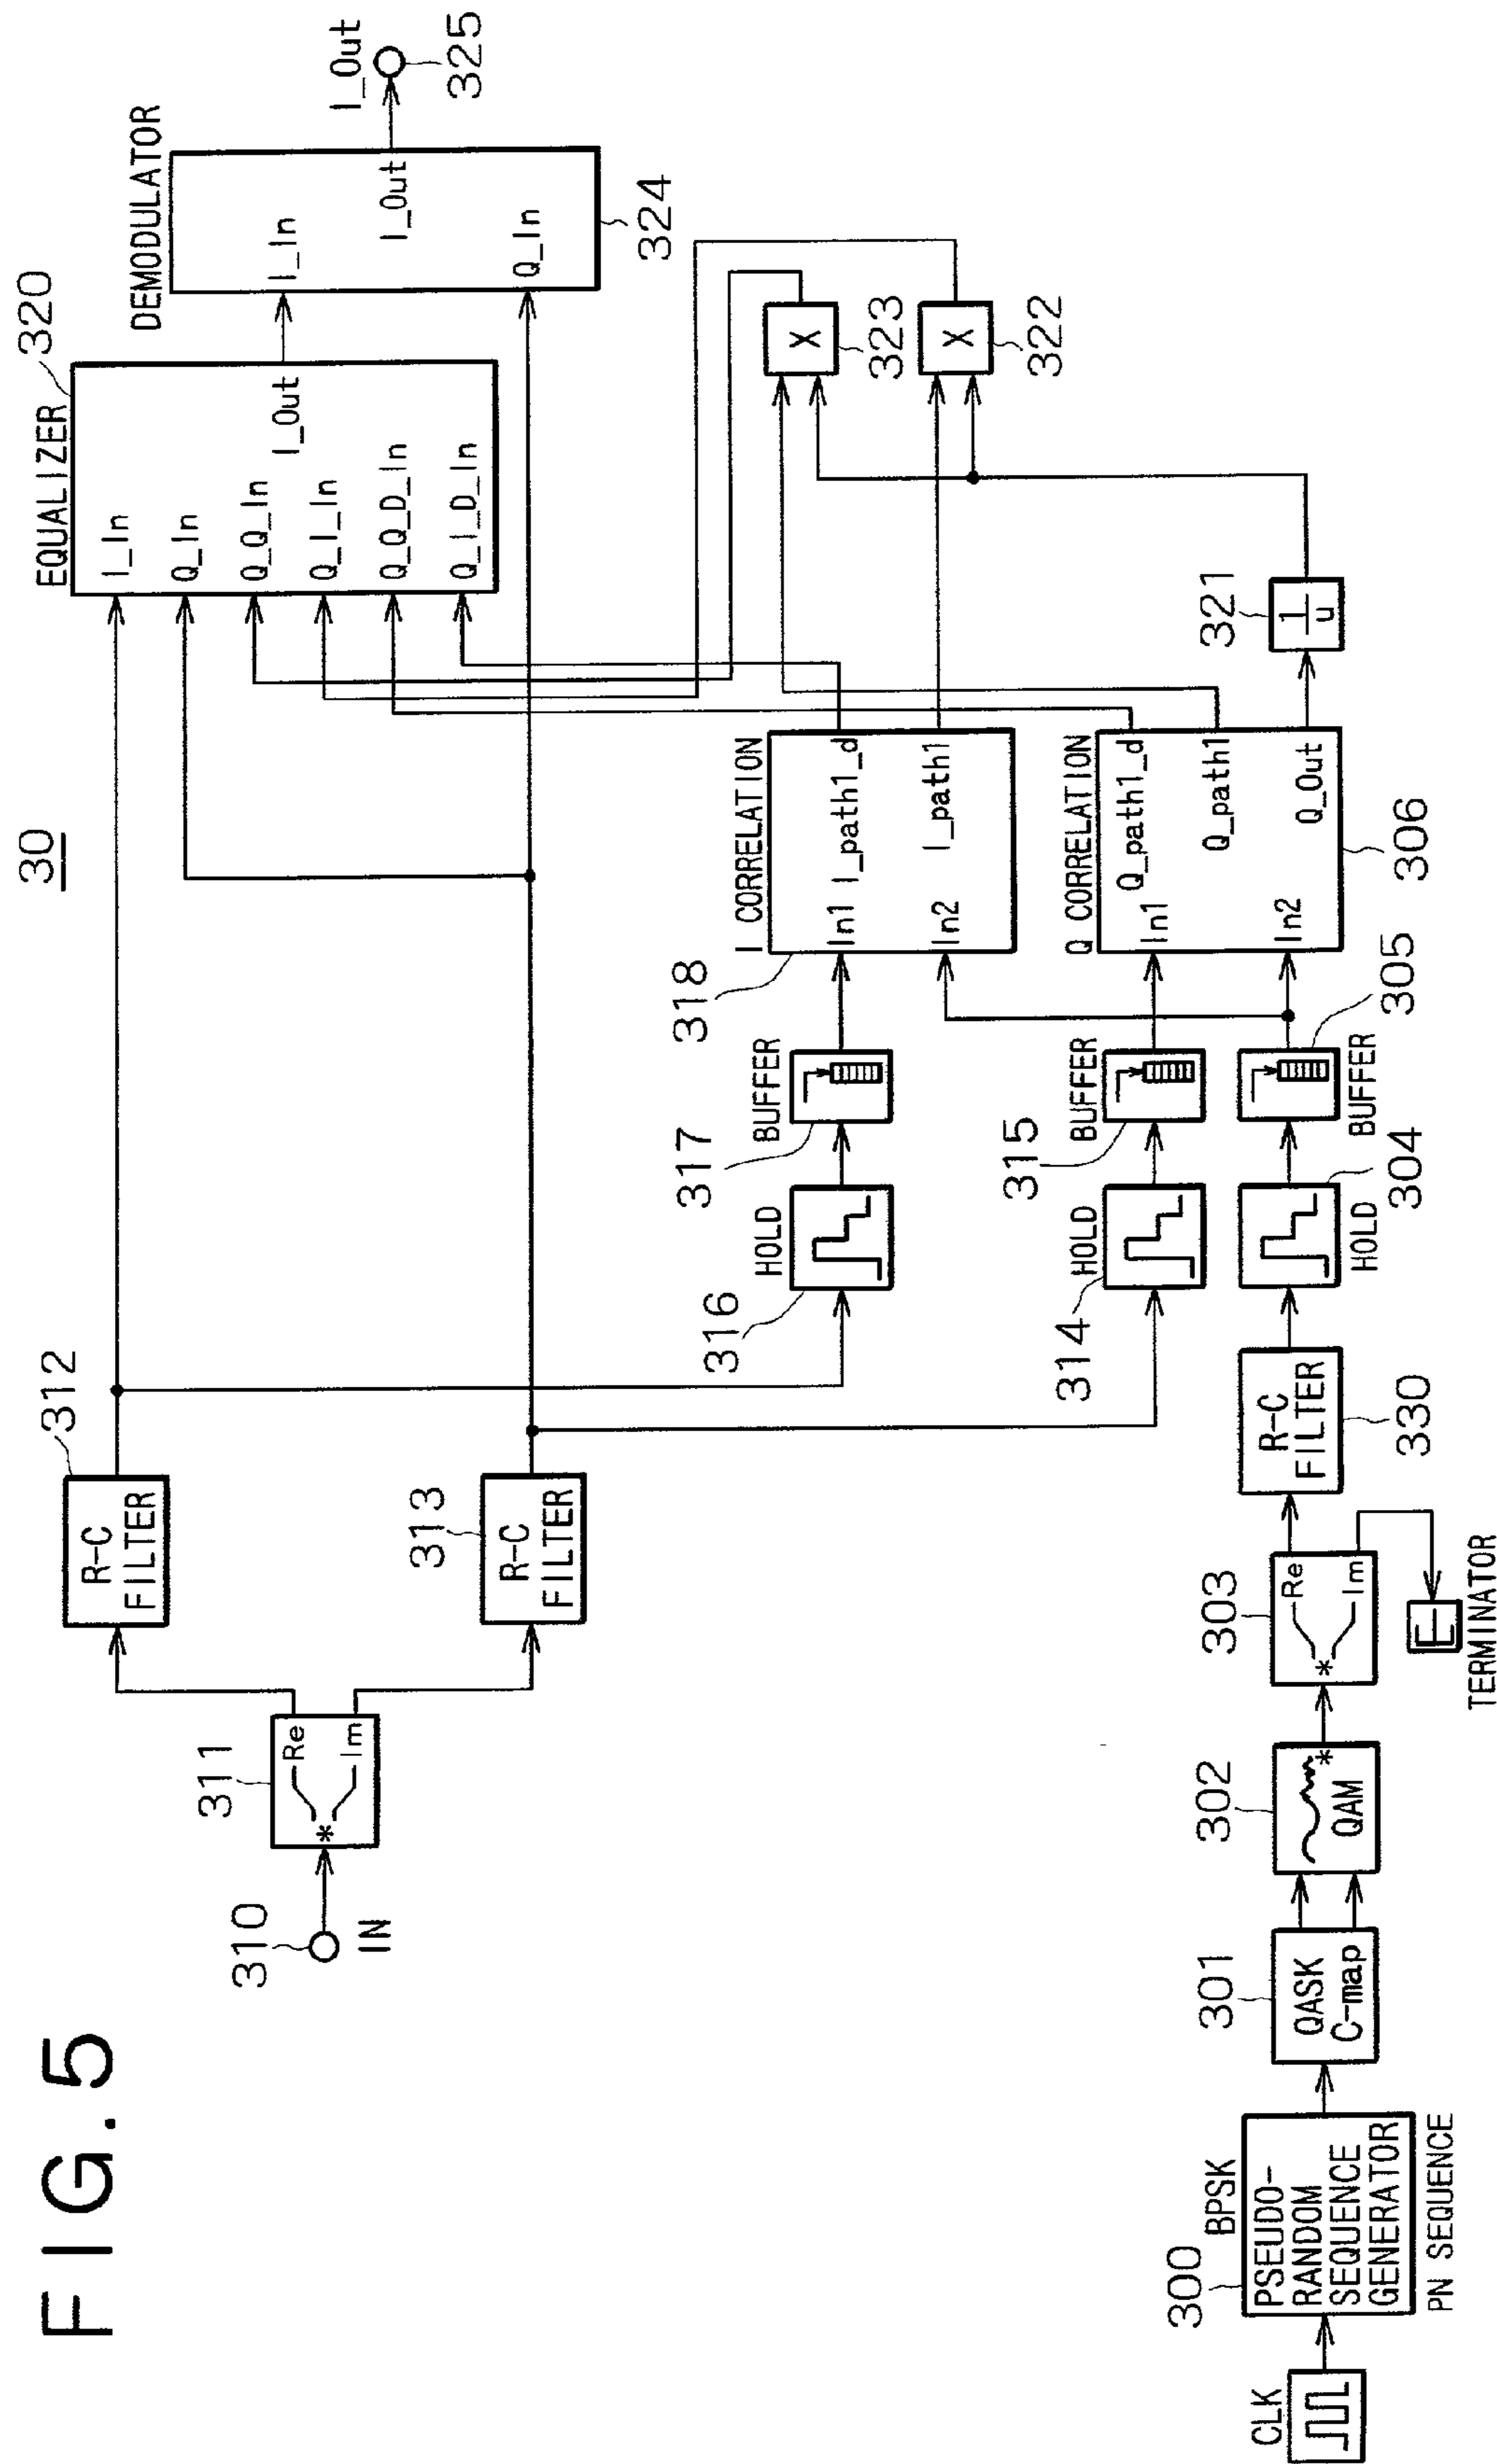 FIG.5
30
310
IN
311
Re
Im
*
312
R-C
FILTER
313
R-C
FILTER
EQUALIZER
320
I_In
Q_In
Q_Q_In
Q_I_In
Q_Q_D_In
Q_I_D_In
I_Out
DEMODULATOR
I_In
I_Out
Q_In
324
I_Out
325
316
HOLD
317
BUFFER
318
I CORRELATION
In1
I_path1_d
In2
I_path1
X
323
X
322
314
HOLD
315
BUFFER
Q CORRELATION
In1
Q_path1_d
Q_path1
In2
Q_Out
306
321
1
u
CLK
300
BPSK
PSEUDO-
RANDOM
SEQUENCE
GENERATOR
PN SEQUENCE
301
QASK
C-map
302
*
QAM
303
Re
Im
*
TERMINATOR
R-C
FILTER
330
HOLD
304
BUFFER
305